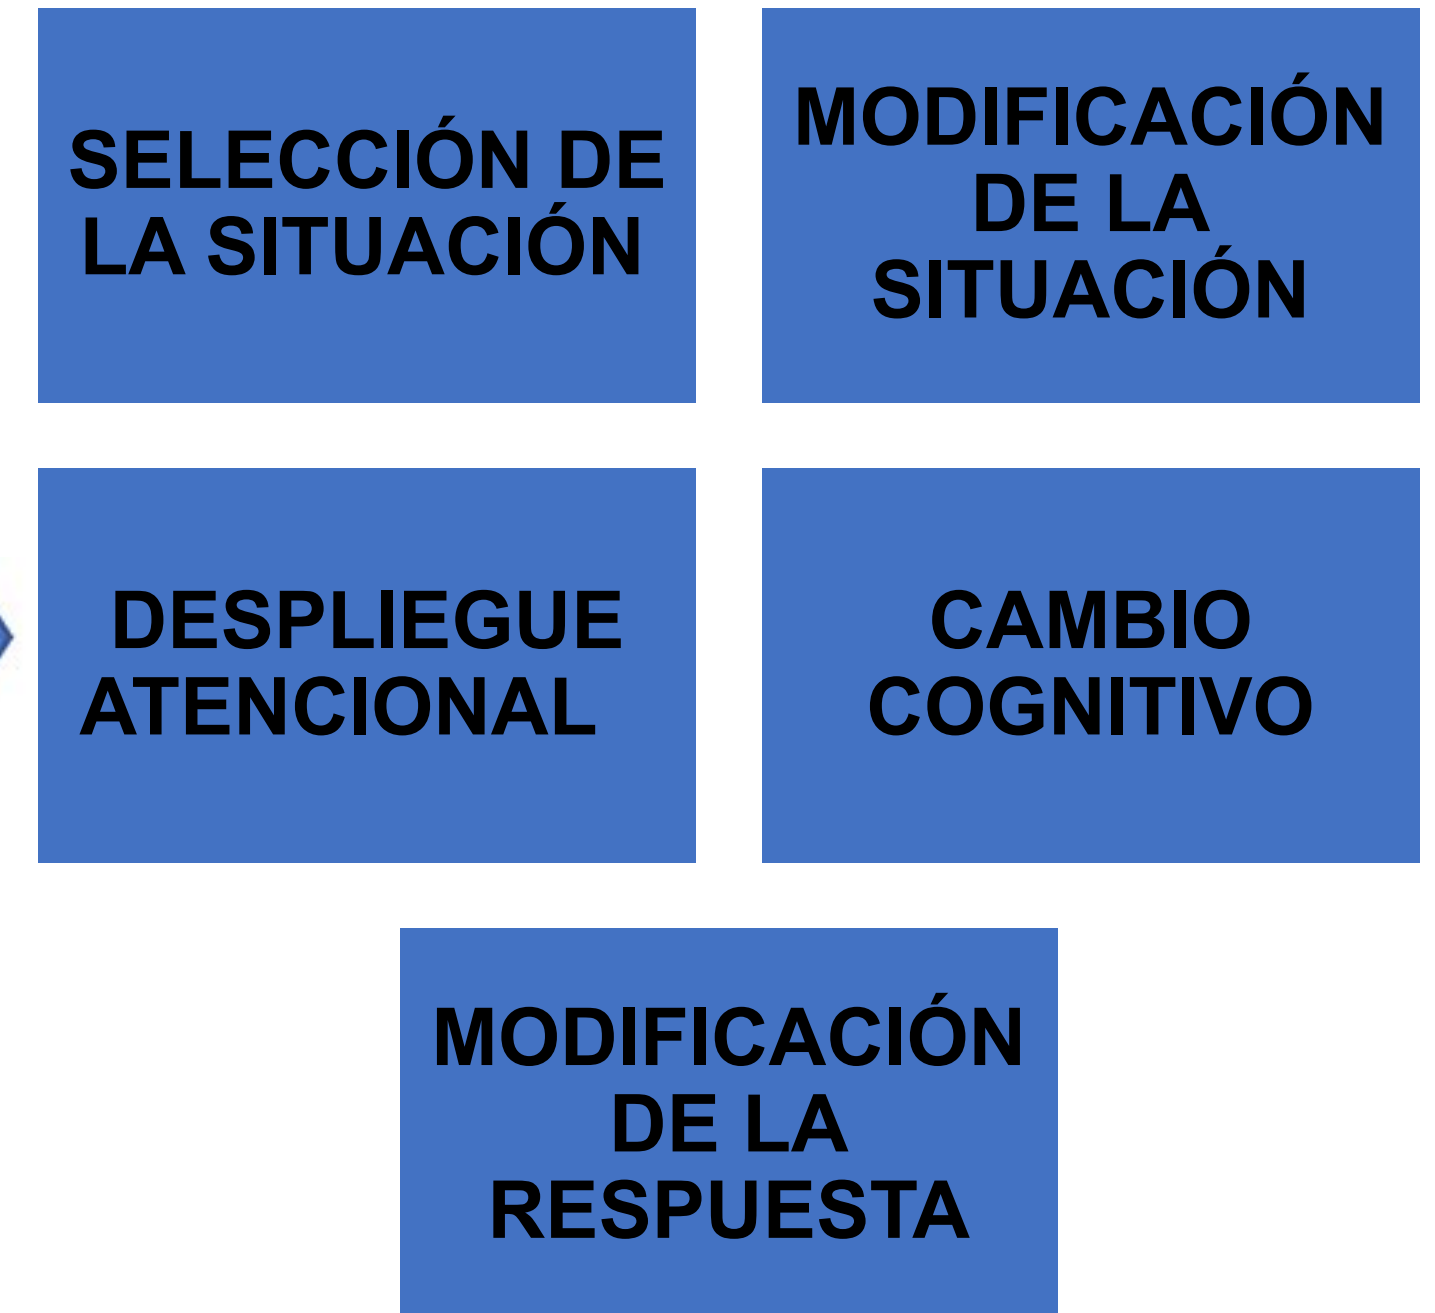 SELECCIÓN DE
LA SITUACIÓN
MODIFICACIÓN
DE LA
SITUACIÓN
DESPLIEGUE
ATENCIONAL
CAMBIO
COGNITIVO
MODIFICACIÓN
DE LA
RESPUESTA